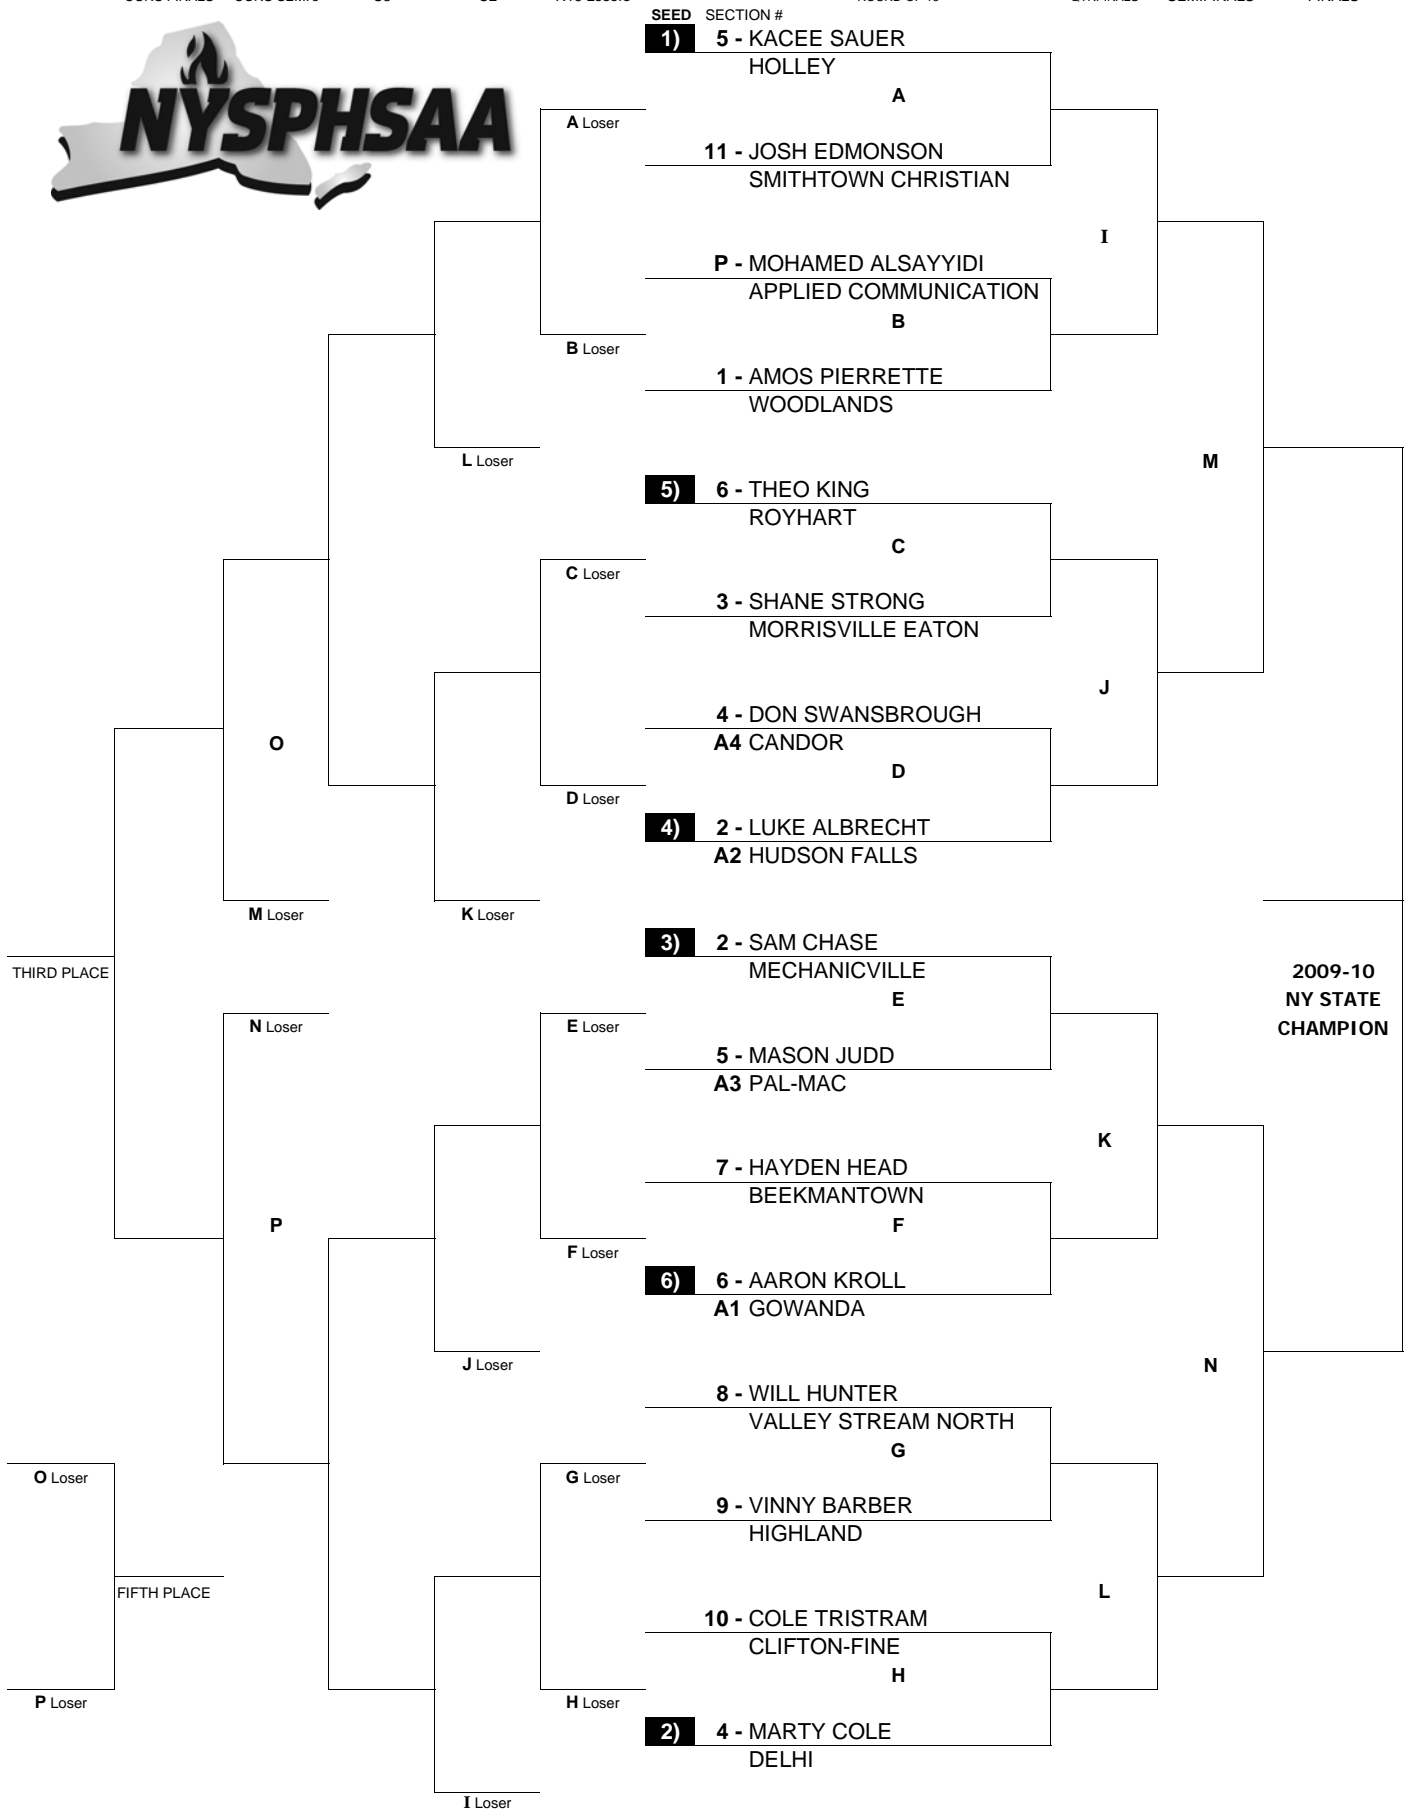 SEED SECTION #
1) 5 - KACEE SAUER
HOLLEY
NYSPHSAA
A
A Loser
11 - JOSH EDMONSON
SMITHTOWN CHRISTIAN
I
P - MOHAMED ALSAYYIDI
APPLIED COMMUNICATION
B
B Loser
1 - AMOS PIERRETTE
WOODLANDS
L Loser
M
5) 6 - THEO KING
ROYHART
C
C Loser
3 - SHANE STRONG
MORRISVILLE EATON
J
4 - DON SWANSBROUGH
A4 CANDOR
O
D
D Loser
4) 2 - LUKE ALBRECHT
A2 HUDSON FALLS
M Loser
K Loser
3) 2 - SAM CHASE
MECHANICVILLE
THIRD PLACE
2009-10
NY STATE
CHAMPION
E
N Loser
E Loser
5 - MASON JUDD
A3 PAL-MAC
K
7 - HAYDEN HEAD
BEEKMANTOWN
P
F
F Loser
6) 6 - AARON KROLL
A1 GOWANDA
J Loser
N
8 - WILL HUNTER
VALLEY STREAM NORTH
G
O Loser
G Loser
9 - VINNY BARBER
HIGHLAND
FIFTH PLACE
L
10 - COLE TRISTRAM
CLIFTON-FINE
H
P Loser
H Loser
2) 4 - MARTY COLE
DELHI
I Loser